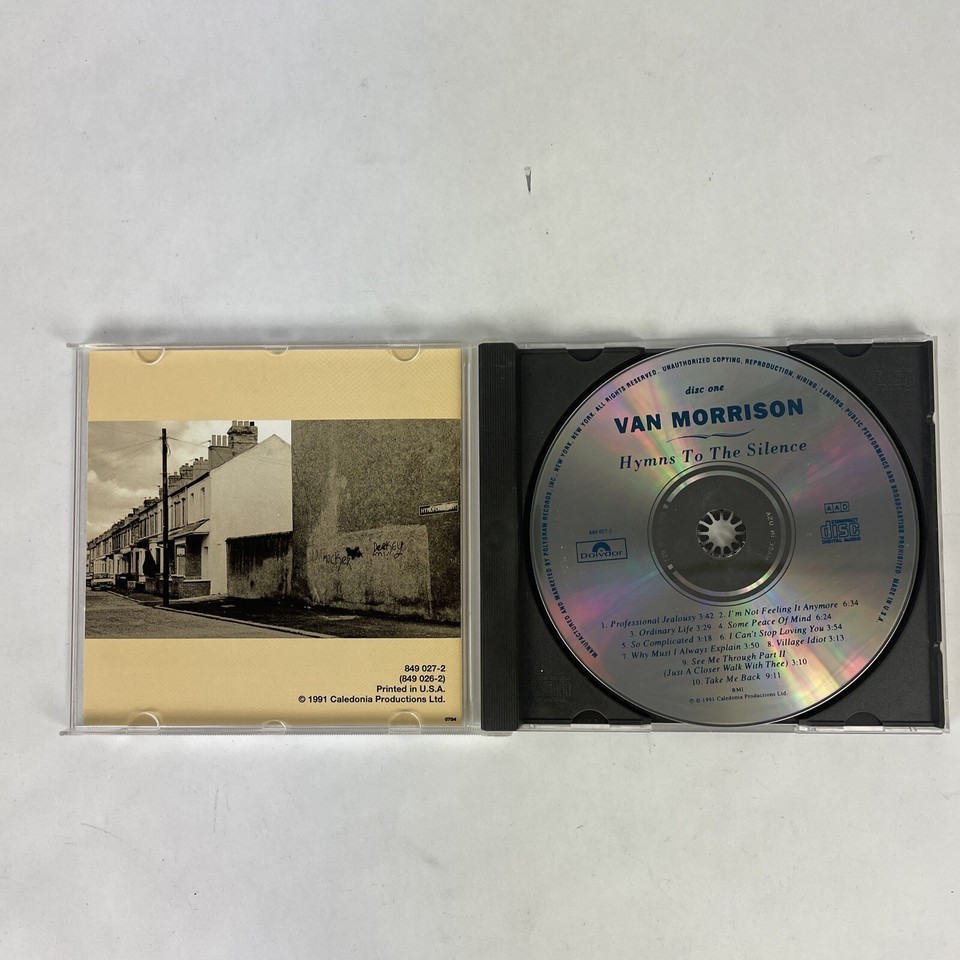 HYNDFORD
849 027-2
(849 026-2)
Printed in U.S.A.
© 1991 Caledonia Productions Ltd.
0794
MANUFACTURED AND MARKETED BY POLYGRAM RECORDS, INC., NEW YORK, NEW YORK. ALL RIGHTS RESERVED. UNAUTHORIZED COPYING, REPRODUCTION, HIRING, LENDING, PUBLIC PERFORMANCE AND BROADCASTING PROHIBITED. MADE IN U.S.A.
disc one
VAN MORRISON
Hymns To The Silence
849 027-2
Polydor
AAD
COMPACT
disc
DIGITAL AUDIO
1. Professional Jealousy 3:42 2. I'm Not Feeling It Anymore 6:34
3. Ordinary Life 3:29 4. Some Peace Of Mind 6:24
5. So Complicated 3:18 6. I Can't Stop Loving You 3:54
7. Why Must I Always Explain 3:50 8. Village Idiot 3:13
9. See Me Through Part II
(Just A Closer Walk With Thee) 3:10
10. Take Me Back 9:11
BMI
℗ © 1991 Caledonia Productions Ltd.